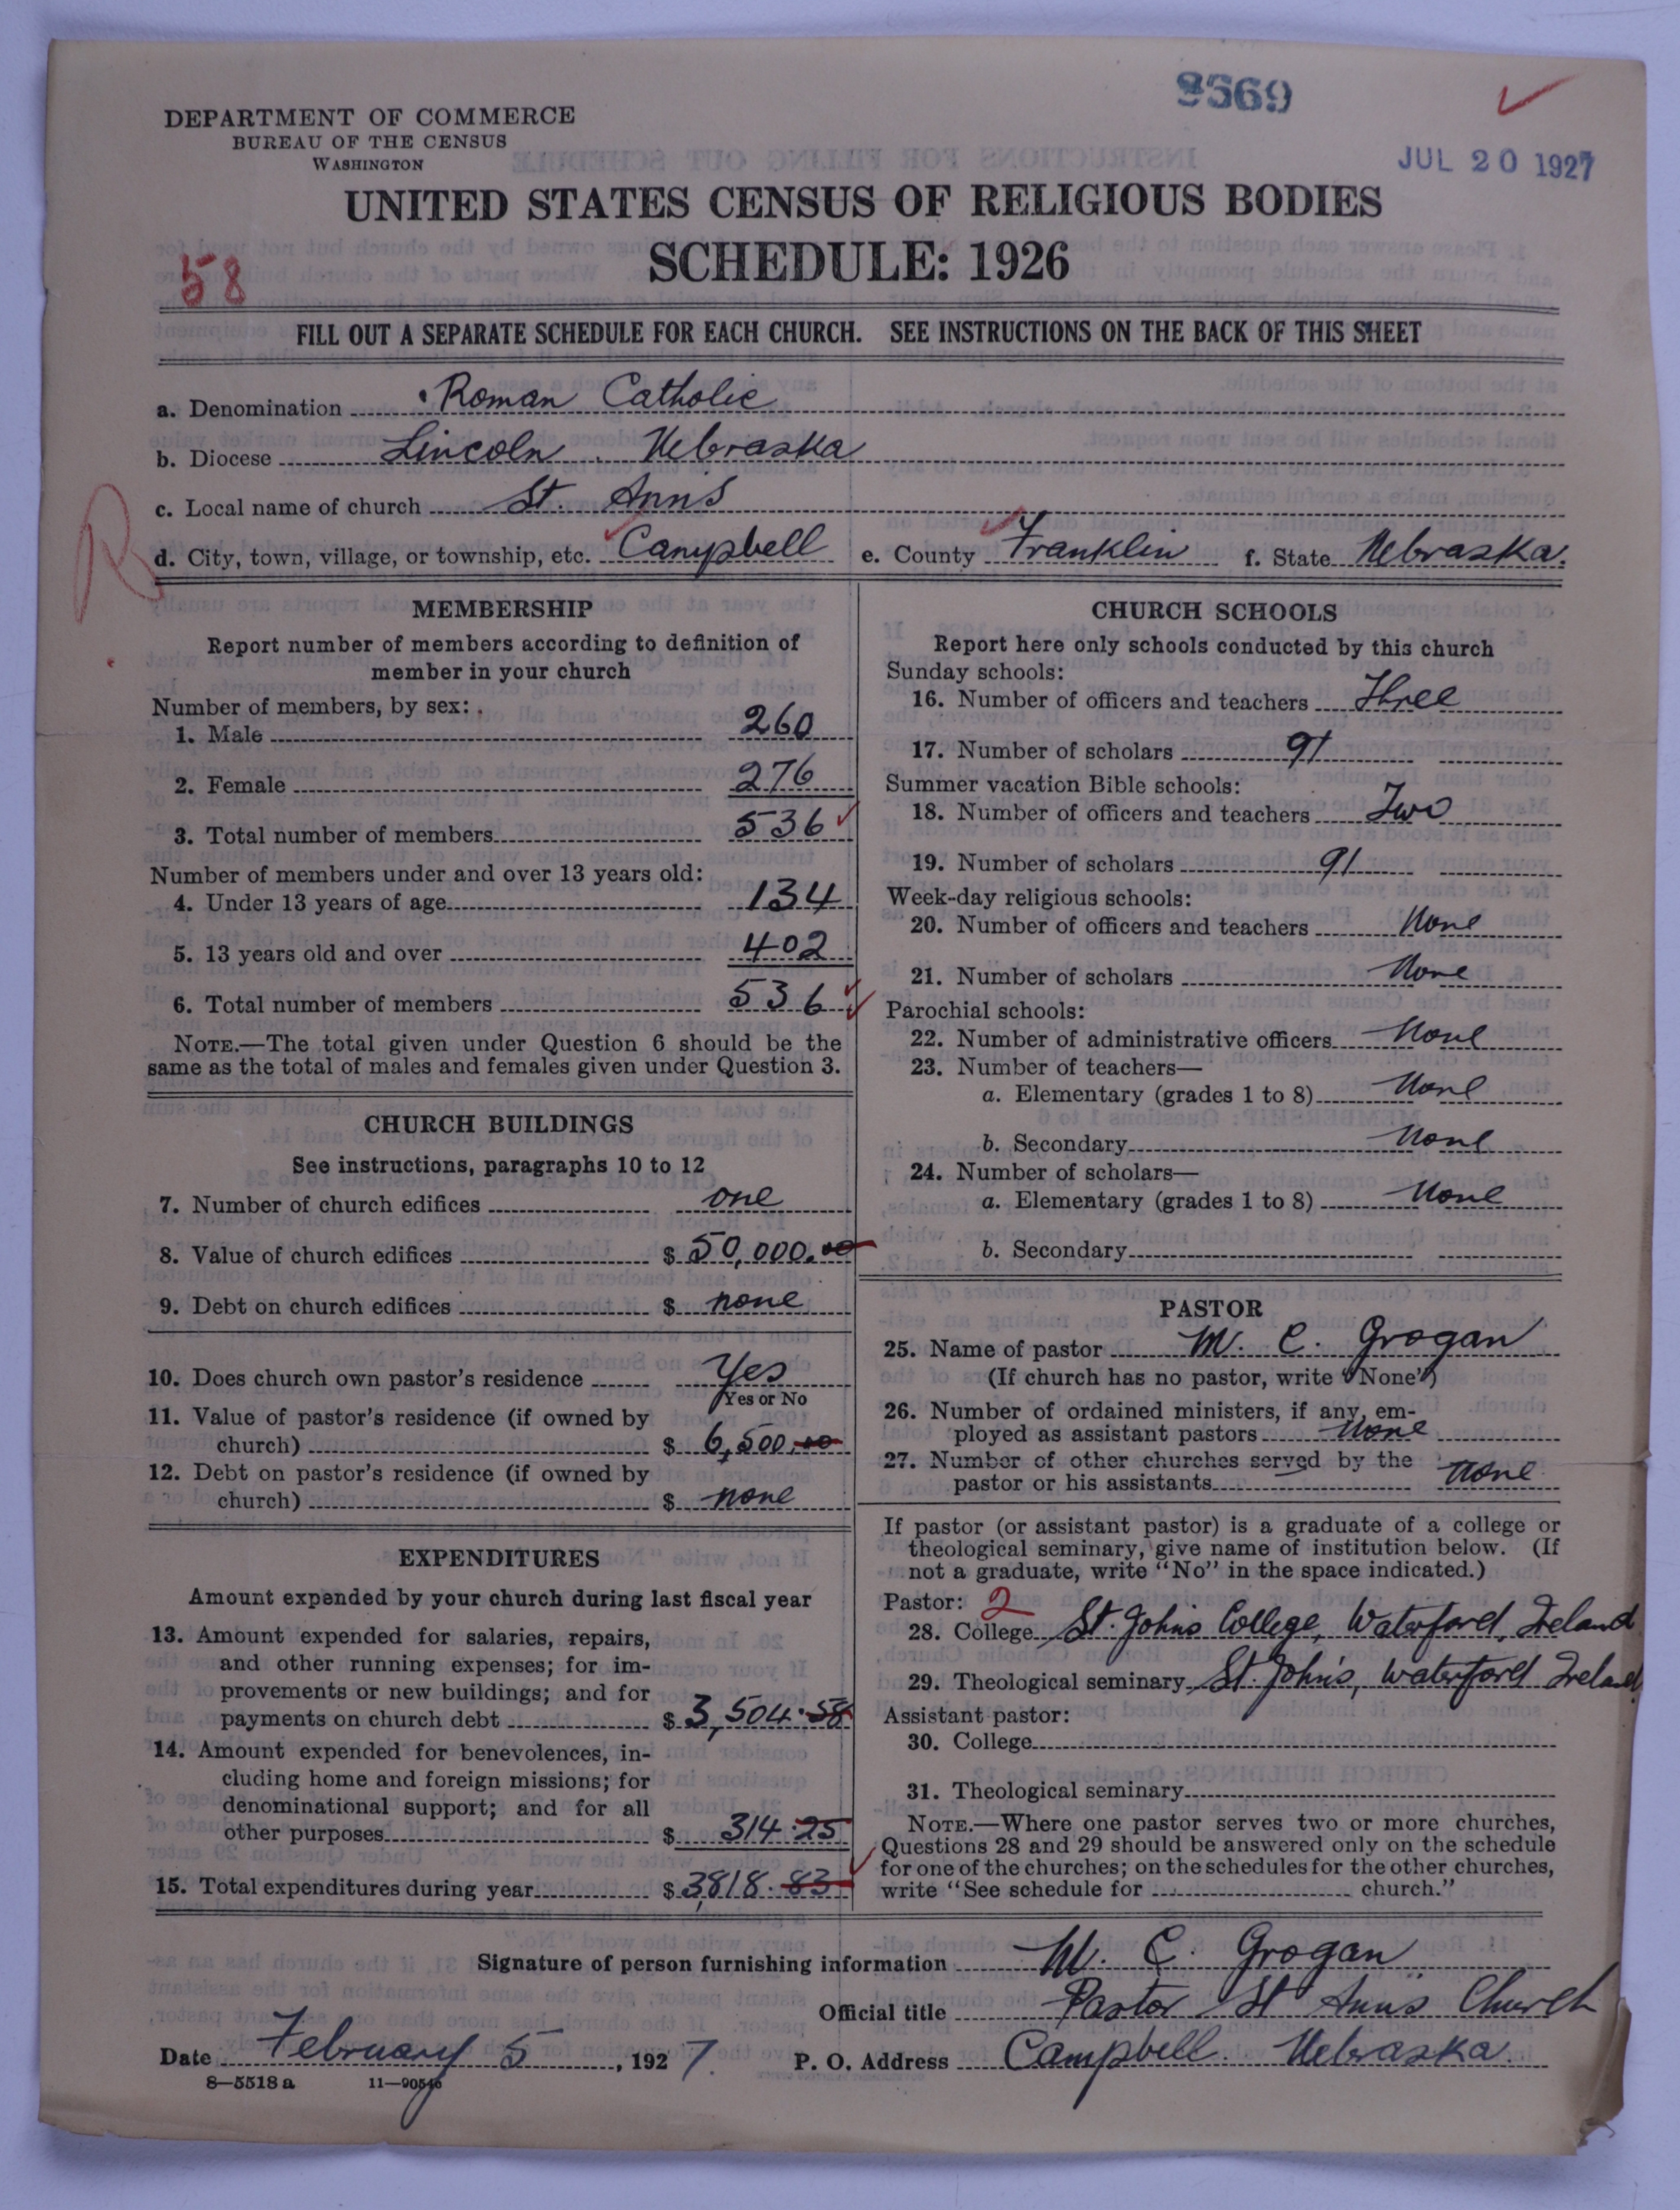 DEPARTMENT OF COMMERCE
BUREAU OF THE CENSUS
WASHINGTON
JUL 20 1927
UNITED STATES CENSUS OF RELIGIOUS BODIES
SCHEDULE: 1926
58
FILL OUT A SEPARATE SCHEDULE FOR EACH CHURCH. SEE INSTRUCTIONS ON THE BACK OF THIS SHEET
a. Denomination Roman Catholic
b. Diocese Lincoln. Nebraska
c. Local name of church St. Ann's
R
d. City, town, village, or township, etc. Campbell e. County Franklin f. State Nebraska.
MEMBERSHIP
Report number of members according to definition of
member in your church
Number of members, by sex:
1. Male 260
2. Female 276
3. Total number of members 536
Number of members under and over 13 years old:
4. Under 13 years of age 134
5. 13 years old and over 402
6. Total number of members 536
NOTE.—The total given under Question 6 should be the
same as the total of males and females given under Question 3.
CHURCH BUILDINGS
See instructions, paragraphs 10 to 12
7. Number of church edifices one
8. Value of church edifices $ 50,000.00
9. Debt on church edifices $ none
10. Does church own pastor's residence Yes
Yes or No
11. Value of pastor's residence (if owned by
church) $ 6,500.00
12. Debt on pastor's residence (if owned by
church) $ none
EXPENDITURES
Amount expended by your church during last fiscal year
13. Amount expended for salaries, repairs,
and other running expenses; for im-
provements or new buildings; and for
payments on church debt $ 3,504.58
14. Amount expended for benevolences, in-
cluding home and foreign missions; for
denominational support; and for all
other purposes $ 314.25
15. Total expenditures during year $ 3818.83
CHURCH SCHOOLS
Report here only schools conducted by this church
Sunday schools:
16. Number of officers and teachers Three
17. Number of scholars 91
Summer vacation Bible schools:
18. Number of officers and teachers Two
19. Number of scholars 91
Week-day religious schools:
20. Number of officers and teachers None
21. Number of scholars None
Parochial schools:
22. Number of administrative officers None
23. Number of teachers—
a. Elementary (grades 1 to 8) None
b. Secondary None
24. Number of scholars—
a. Elementary (grades 1 to 8) None
b. Secondary
PASTOR
25. Name of pastor M. C. Grogan
(If church has no pastor, write "None")
26. Number of ordained ministers, if any, em-
ployed as assistant pastors None
27. Number of other churches served by the
pastor or his assistants None
If pastor (or assistant pastor) is a graduate of a college or
theological seminary, give name of institution below. (If
not a graduate, write "No" in the space indicated.)
Pastor: 2
28. College St. Johns College, Waterford, Ireland
29. Theological seminary St. John's, Waterford Ireland
Assistant pastor:
30. College
31. Theological seminary
NOTE.—Where one pastor serves two or more churches,
Questions 28 and 29 should be answered only on the schedule
for one of the churches; on the schedules for the other churches,
write "See schedule for church."
Signature of person furnishing information M. C. Grogan
Official title Pastor St Ann's Church
Date February 5, 1927. P. O. Address Campbell. Nebraska.
8—5518 a 11—90546